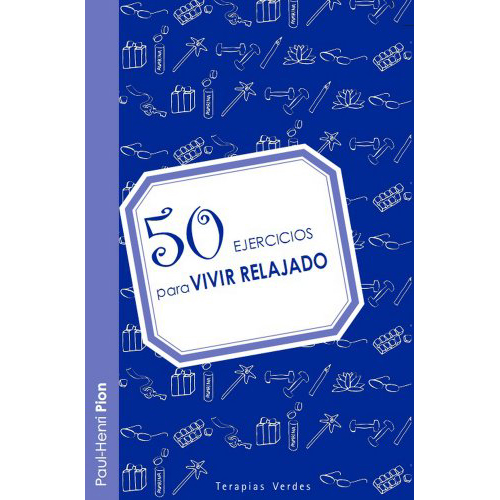 50 EJERCICIOS
para VIVIR RELAJADO
Paul-Henri Pion
Terapias Verdes